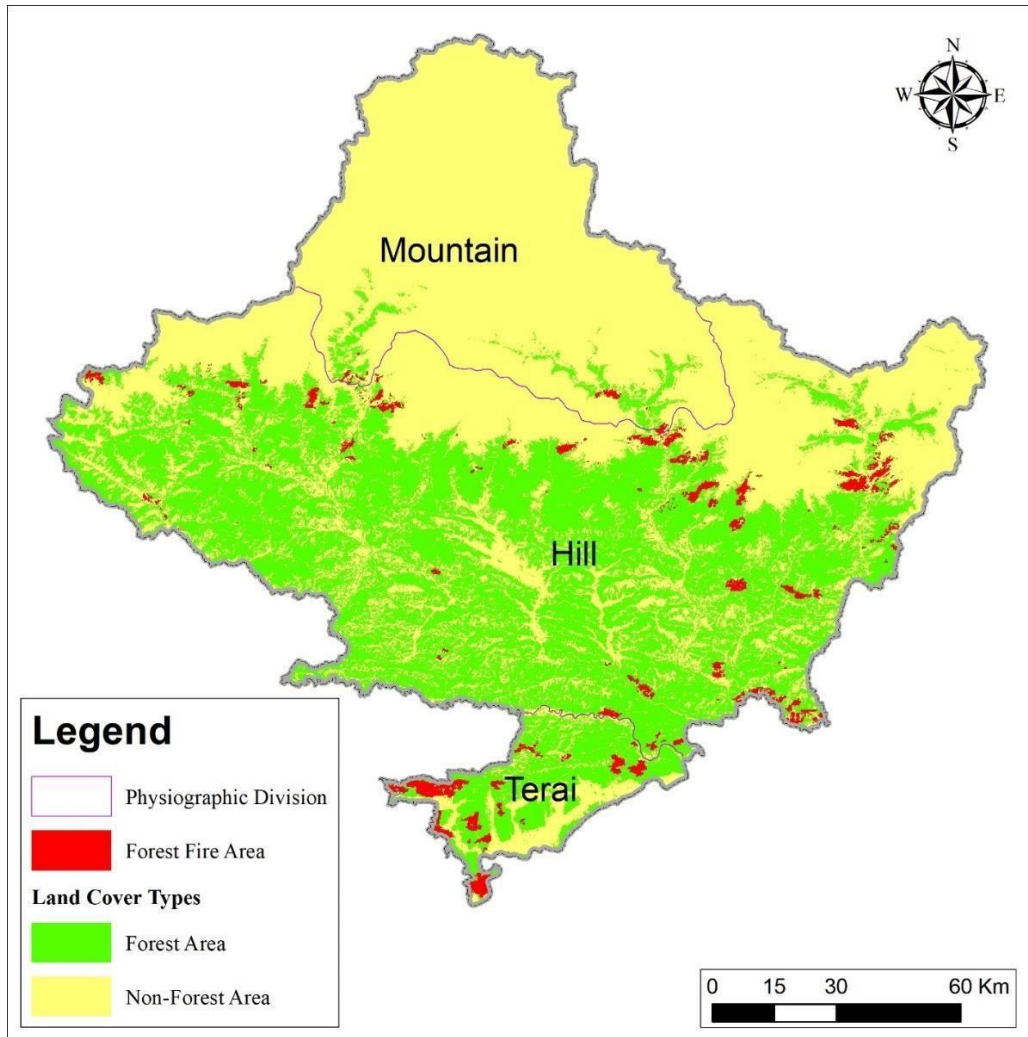 N
W E
S
Mountain
Hill
Terai
Legend
Physiographic Division
Forest Fire Area
Land Cover Types
Forest Area
Non-Forest Area
0 15 30 60 Km